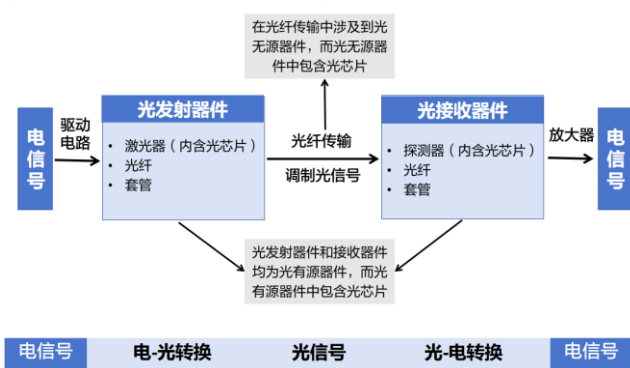 在光纤传输中涉及到光
无源器件，而光无源器
件中包含光芯片
电信号
驱动
电路
光发射器件
• 激光器（内含光芯片）
• 光纤
• 套管
光纤传输
调制光信号
光接收器件
• 探测器（内含光芯片）
• 光纤
• 套管
放大器
电信号
光发射器件和接收器件
均为光有源器件，而光
有源器件中包含光芯片
电信号
电-光转换
光信号
光-电转换
电信号